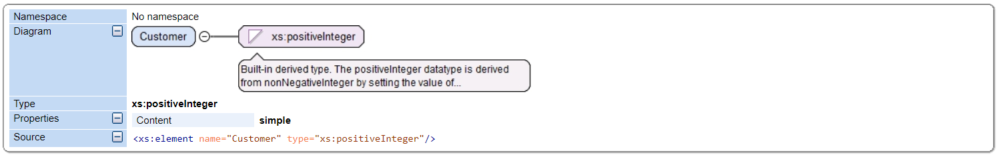 Namespace No namespace
Diagram Customer xs:positiveInteger
Built-in derived type. The positiveInteger datatype is derived
from nonNegativeInteger by setting the value of...
Type xs:positiveInteger
Properties Content simple
Source <xs:element name="Customer" type="xs:positiveInteger"/>